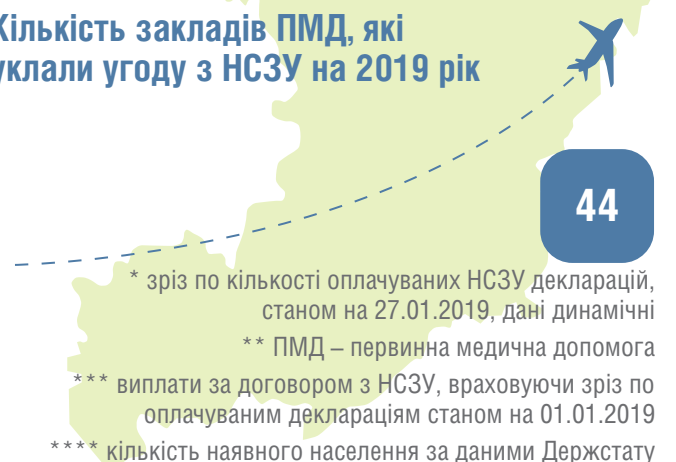 Кількість закладів ПМД, які
уклали угоду з НСЗУ на 2019 рік
44
* зріз по кількості оплачуваних НСЗУ декларацій,
станом на 27.01.2019, дані динамічні
** ПМД – первинна медична допомога
*** виплати за договором з НСЗУ, враховуючи зріз по
оплачуваним деклараціям станом на 01.01.2019
**** кількість наявного населення за даними Держстату